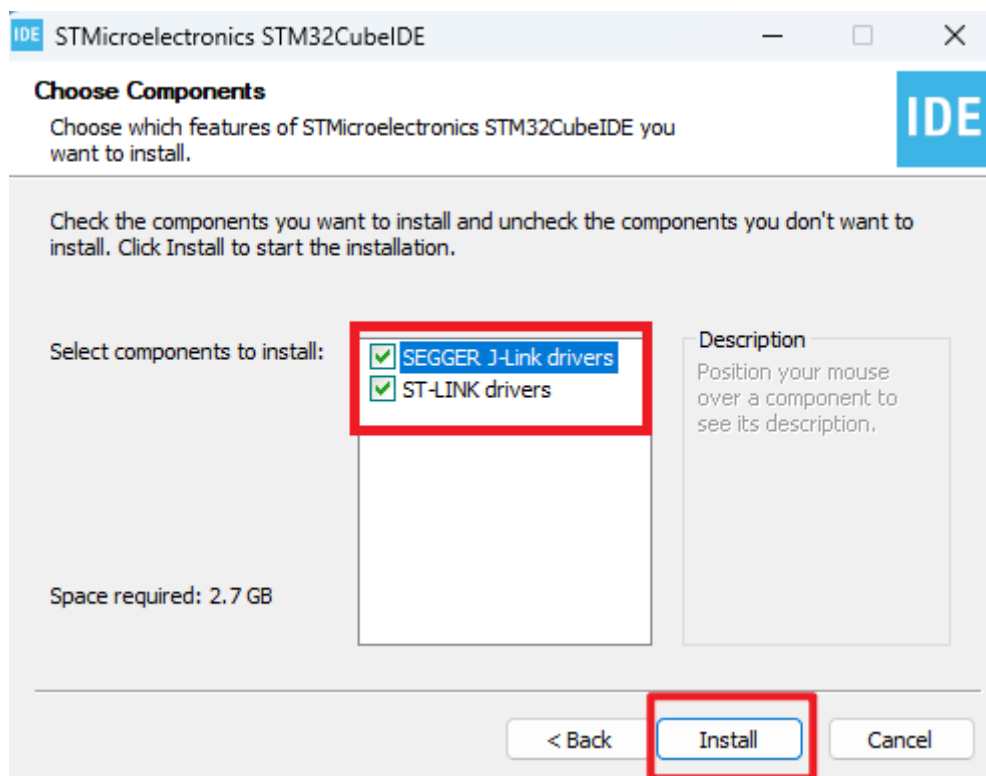 IDE STMicroelectronics STM32CubeIDE
Choose Components
Choose which features of STMicroelectronics STM32CubeIDE you
want to install.
IDE
Check the components you want to install and uncheck the components you don't want to
install. Click Install to start the installation.
Select components to install:
SEGGER J-Link drivers
ST-LINK drivers
Description
Position your mouse
over a component to
see its description.
Space required: 2.7 GB
< Back Install Cancel